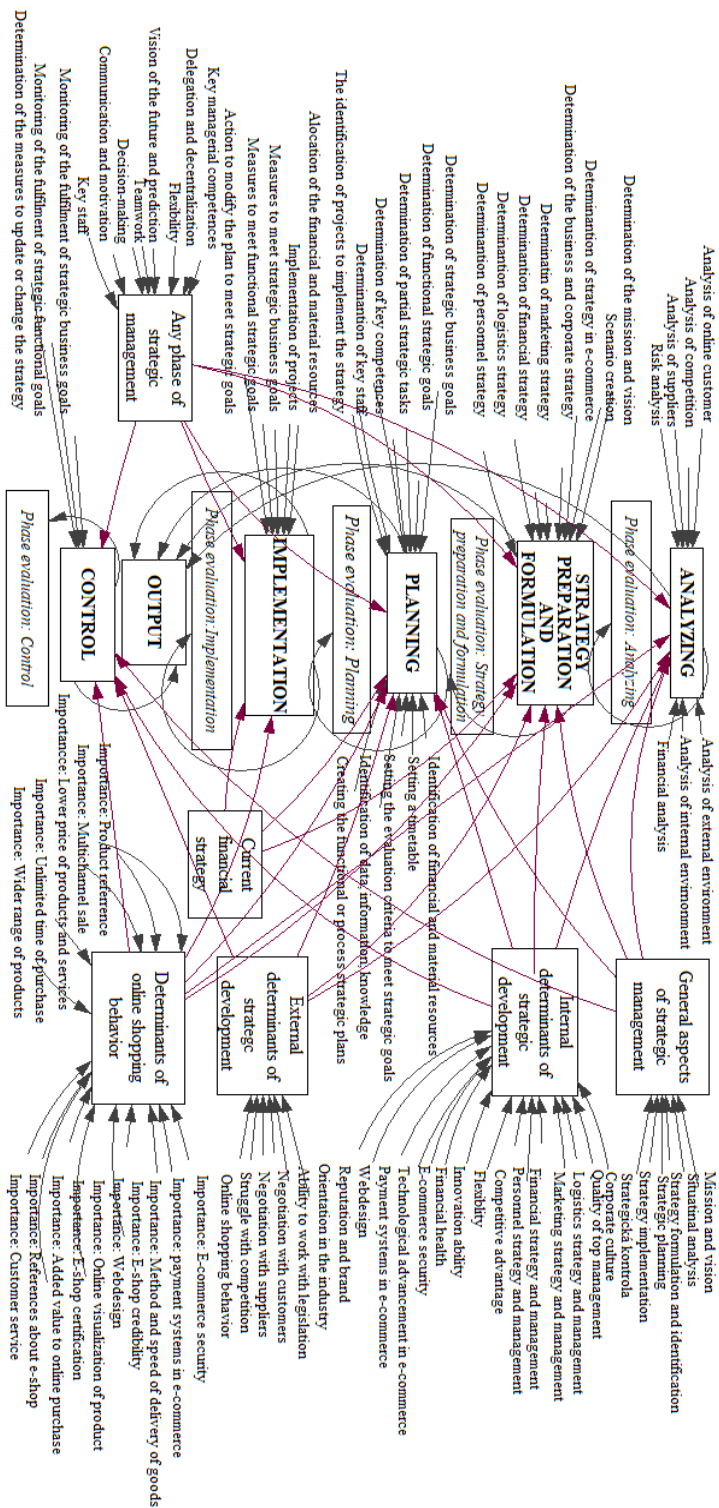 Analysis of online customer
Analysis of competition
Analysis of suppliers
Risk analysis
Determination of the mission and vision
Scenario creation
Determinantion of strategy in e-commerce
Determination of the business and corporate strategy
Determinatin of marketing strategy
Determinantion of financial strategy
Determinantion of logistics strategy
Determinantion of personnel strategy
Determination of strategic business goals
Determination of functional strategic goals
Determination of partial strategic tasks
Determination of key competences
Determinantion of key staff
The identification of projects to implement the strategy
Alocation of the financial and material resources
Implementation of projects
Measures to meet strategic business goals
Measures to meet functional strategic goals
Action to modify the plan to meet strategic goals
Key managerial competences
Delegation and decentralization
Flexibility
Vision of the future and prediction
Teamwork
Decision-making
Communication and motivation
Key staff
Monitoring of the fulfilment of strategic business goals
Monitoring of the fulfilment of strategic functional goals
Determination of the measures to update or change the strategy
Any phase of
strategic
management
ANALYZING
Phase evaluation: Analyzing
STRATEGY
PREPARATION
AND
FORMULATION
Phase evaluation: Strategy
preparation and formulation
PLANNING
Phase evaluation: Planning
IMPLEMENTATION
Phase evaluation: Implementation
OUTPUT
CONTROL
Phase evaluation: Control
Analysis of external environment
Analysis of internal envirnonment
Financial analysis
Identification of financial and material resources
Setting a timetable
Setting the evaluation criteria to meet strategic goals
Identification of data, information, knowledge
Creating the functional or process strategic plans
Current
financial
strategy
Importance: Product reference
Importance: Multichannel sale
Importancce: Lower price of products and services
Importance: Unlimited time of purchase
Importance: Wider range of products
General aspects
of strategic
management
Internal
determinants of
strategic
development
External
determinants of
strategc
development
Determinants of
online shopping
behavior
Mission and vision
Situatinal analysis
Strategy formulation and identification
Strategic planning
Strategy implementation
Strategická kontrola
Corporate culture
Quality of top management
Logistics strategy and management
Marketing strategy and management
Financial strategy and management
Personnel strategy and management
Competitive advantage
Flexiblity
Innovation ability
Financial health
E-commerce security
Technological advancement in e-commerce
Payment systems in e-commerce
Webdesign
Reputation and brand
Orientation in the industry
Ability to work with legislation
Negotiation with customers
Negotiation with suppliers
Struggle with competition
Online shopping behavior
Importance: E-commerce security
Importance: payment systems in e-commerce
Importance: Method and speed of delivery of goods
Importance: E-shop credibility
Importance: Webdesign
Importance: Online visualization of product
Importance: E-shop certification
Importance: Added value to online purchase
Importance: References about e-shop
Importance: Customer service